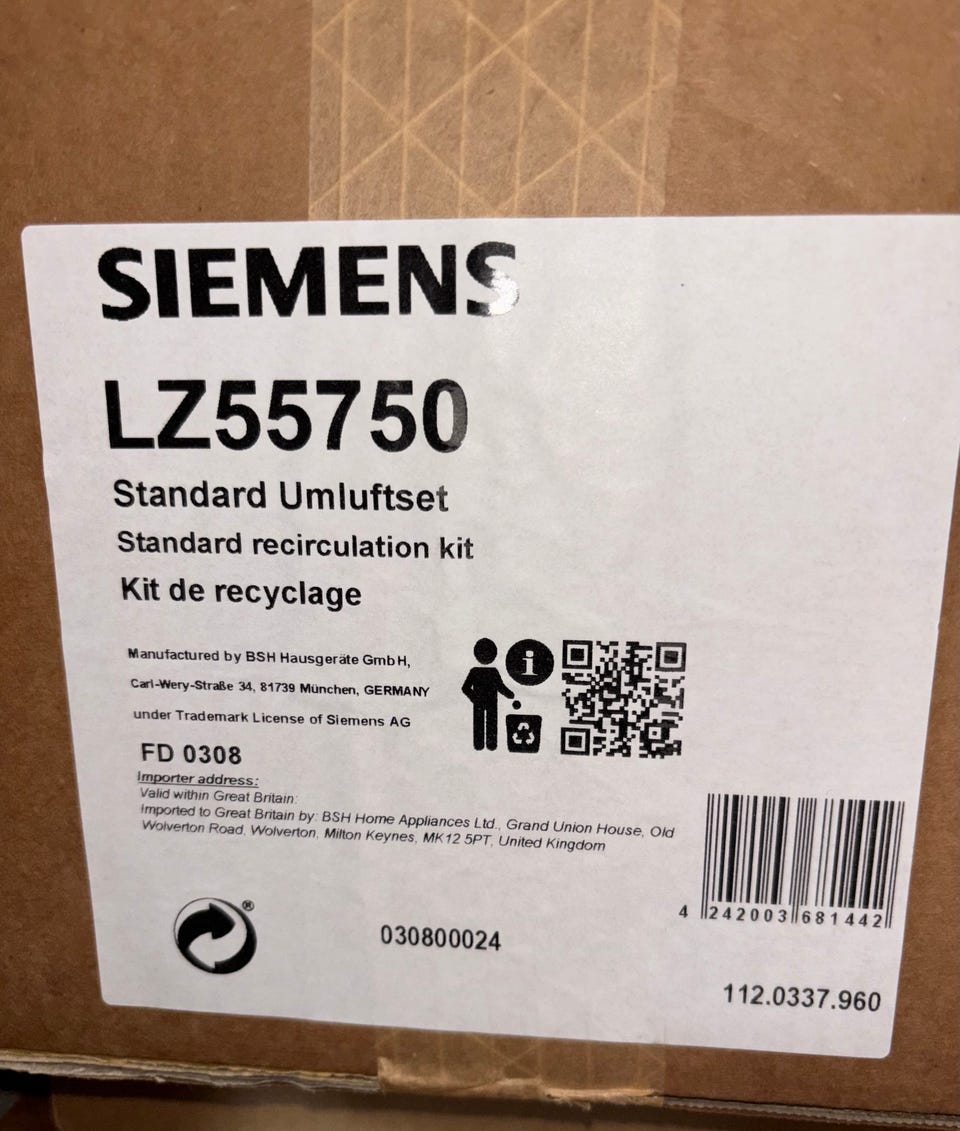 SIEMENS
LZ55750
Standard Umluftset
Standard recirculation kit
Kit de recyclage
Manufactured by BSH Hausgeräte GmbH,
Carl-Wery-Straße 34, 81739 München, GERMANY
under Trademark License of Siemens AG
i
FD 0308
Importer address:
Valid within Great Britain:
Imported to Great Britain by: BSH Home Appliances Ltd., Grand Union House, Old
Wolverton Road, Wolverton, Milton Keynes, MK12 5PT, United Kingdom
4 242003 681442
®
030800024
112.0337.960